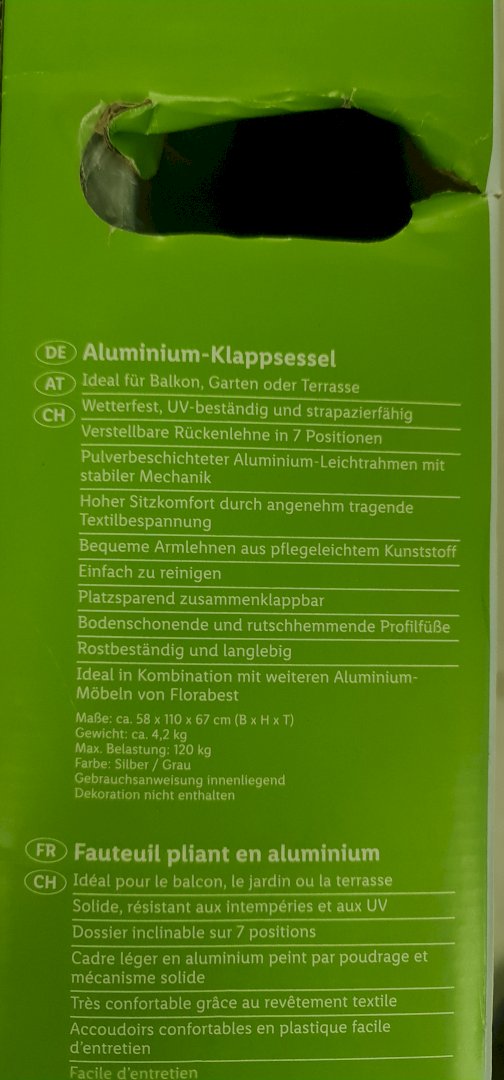 DE Aluminium-Klappsessel
AT Ideal für Balkon, Garten oder Terrasse
CH Wetterfest, UV-beständig und strapazierfähig
Verstellbare Rückenlehne in 7 Positionen
Pulverbeschichteter Aluminium-Leichtrahmen mit
stabiler Mechanik
Hoher Sitzkomfort durch angenehm tragende
Textilbespannung
Bequeme Armlehnen aus pflegeleichtem Kunststoff
Einfach zu reinigen
Platzsparend zusammenklappbar
Bodenschonende und rutschhemmende Profilfüße
Rostbeständig und langlebig
Ideal in Kombination mit weiteren Aluminium-
Möbeln von Florabest
Maße: ca. 58 x 110 x 67 cm (B x H x T)
Gewicht: ca. 4,2 kg
Max. Belastung: 120 kg
Farbe: Silber / Grau
Gebrauchsanweisung innenliegend
Dekoration nicht enthalten
FR Fauteuil pliant en aluminium
CH Idéal pour le balcon, le jardin ou la terrasse
Solide, résistant aux intempéries et aux UV
Dossier inclinable sur 7 positions
Cadre léger en aluminium peint par poudrage et
mécanisme solide
Très confortable grâce au revêtement textile
Accoudoirs confortables en plastique facile
d'entretien
Facile d'entretien